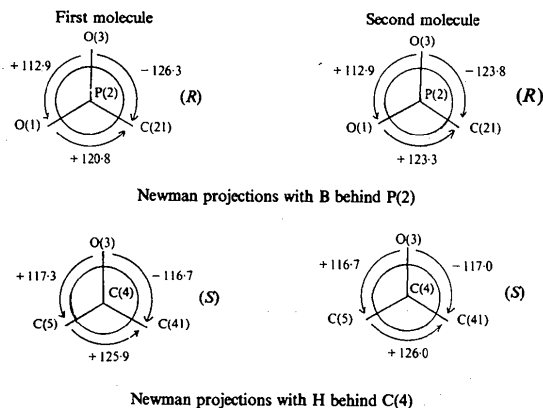 First molecule
Second molecule
O(3)
O(3)
+112·9
−126·3
+112·9
−123·8
P(2)
(R)
P(2)
(R)
O(1)
C(21)
O(1)
C(21)
+120·8
+123·3
Newman projections with B behind P(2)
O(3)
O(3)
+117·3
−116·7
+116·7
−117·0
C(4)
(S)
C(4)
(S)
C(5)
C(41)
C(5)
C(41)
+125·9
+126·0
Newman projections with H behind C(4)